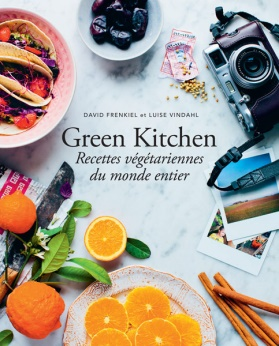 DAVID FRENKIEL et LUISE VINDAHL
Green Kitchen
Recettes végétariennes
du monde entier